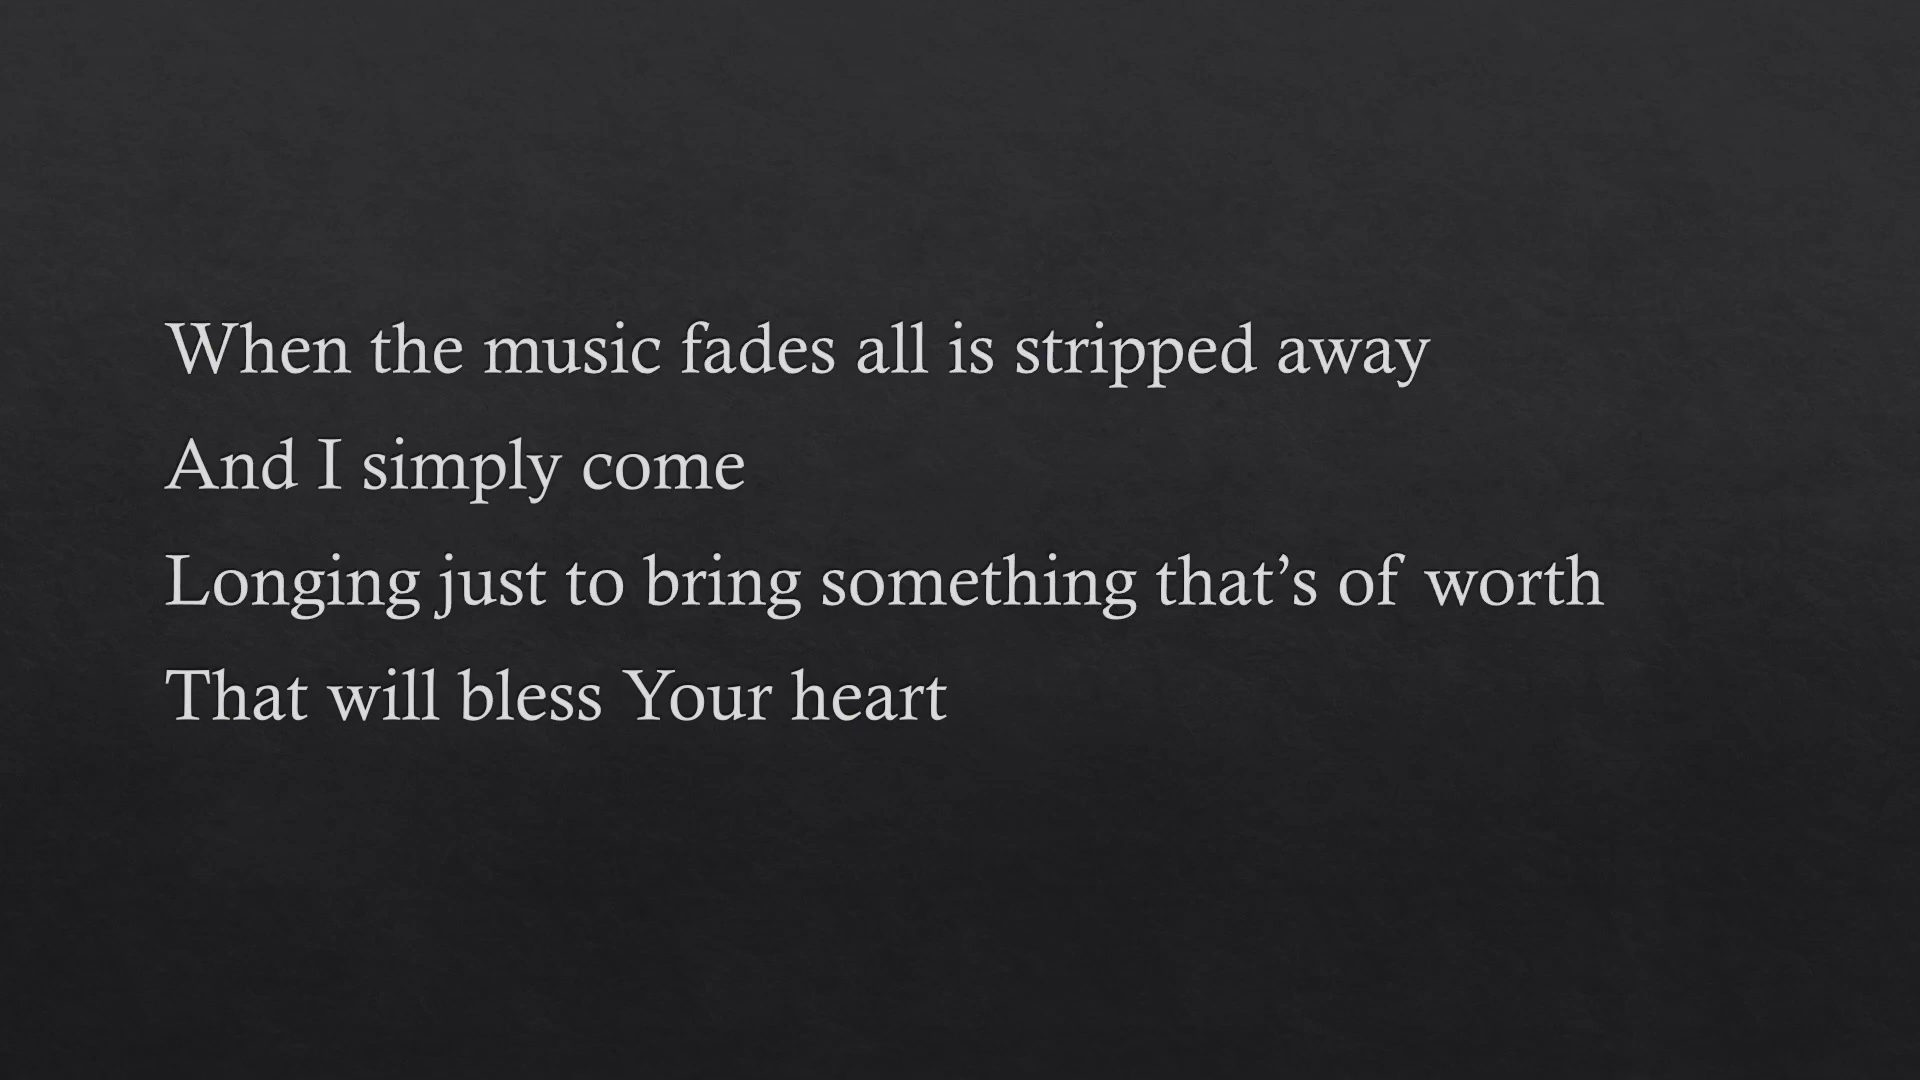 When the music fades all is stripped away
And I simply come
Longing just to bring something that’s of worth
That will bless Your heart